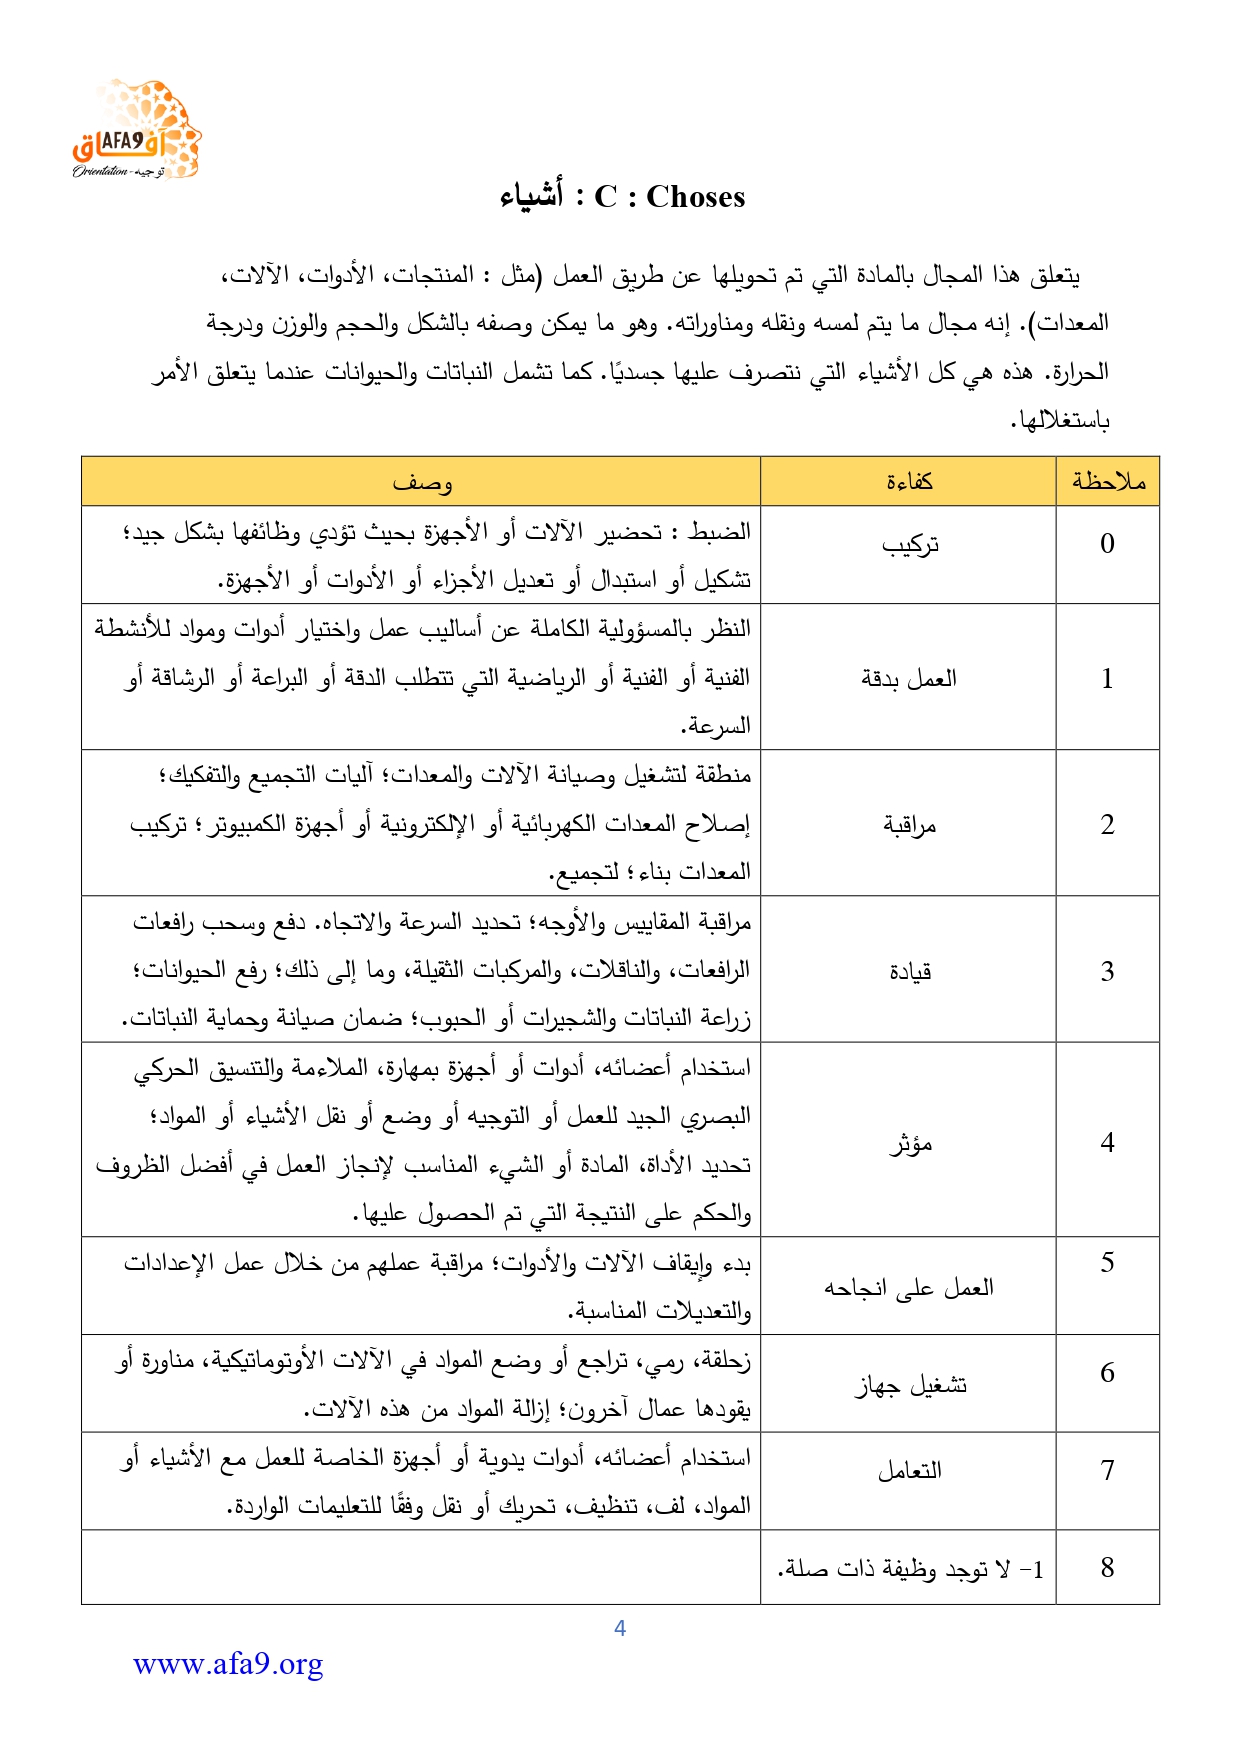 آفاق AFA9
Orientation - توجيه
C : Choses : أشياء
يتعلق هذا المجال بالمادة التي تم تحويلها عن طريق العمل (مثل : المنتجات، الأدوات، الآلات،
المعدات). إنه مجال ما يتم لمسه ونقله ومناوراته. وهو ما يمكن وصفه بالشكل والحجم والوزن ودرجة
الحرارة. هذه هي كل الأشياء التي نتصرف عليها جسديًا. كما تشمل النباتات والحيوانات عندما يتعلق الأمر
باستغلالها.
ملاحظة كفاءة وصف
0 تركيب الضبط : تحضير الآلات أو الأجهزة بحيث تؤدي وظائفها بشكل جيد؛
تشكيل أو استبدال أو تعديل الأجزاء أو الأدوات أو الأجهزة.
النظر بالمسؤولية الكاملة عن أساليب عمل واختيار أدوات ومواد للأنشطة
1 العمل بدقة الفنية أو الفنية أو الرياضية التي تتطلب الدقة أو البراعة أو الرشاقة أو
السرعة.
منطقة لتشغيل وصيانة الآلات والمعدات؛ آليات التجميع والتفكيك؛
2 مراقبة إصلاح المعدات الكهربائية أو الإلكترونية أو أجهزة الكمبيوتر؛ تركيب
المعدات بناء؛ لتجميع.
مراقبة المقاييس والأوجه؛ تحديد السرعة والاتجاه. دفع وسحب رافعات
3 قيادة الرافعات، والناقلات، والمركبات الثقيلة، وما إلى ذلك؛ رفع الحيوانات؛
زراعة النباتات والشجيرات أو الحبوب؛ ضمان صيانة وحماية النباتات.
استخدام أعضائه، أدوات أو أجهزة بمهارة، الملاءمة والتنسيق الحركي
البصري الجيد للعمل أو التوجيه أو وضع أو نقل الأشياء أو المواد؛
4 مؤثر تحديد الأداة، المادة أو الشيء المناسب لإنجاز العمل في أفضل الظروف
والحكم على النتيجة التي تم الحصول عليها.
5 العمل على انجاحه بدء وإيقاف الآلات والأدوات؛ مراقبة عملهم من خلال عمل الإعدادات
والتعديلات المناسبة.
6 تشغيل جهاز زحلقة، رمي، تراجع أو وضع المواد في الآلات الأوتوماتيكية، مناورة أو
يقودها عمال آخرون؛ إزالة المواد من هذه الآلات.
7 التعامل استخدام أعضائه، أدوات يدوية أو أجهزة الخاصة للعمل مع الأشياء أو
المواد، لف، تنظيف، تحريك أو نقل وفقًا للتعليمات الواردة.
8 1- لا توجد وظيفة ذات صلة.
4
www.afa9.org